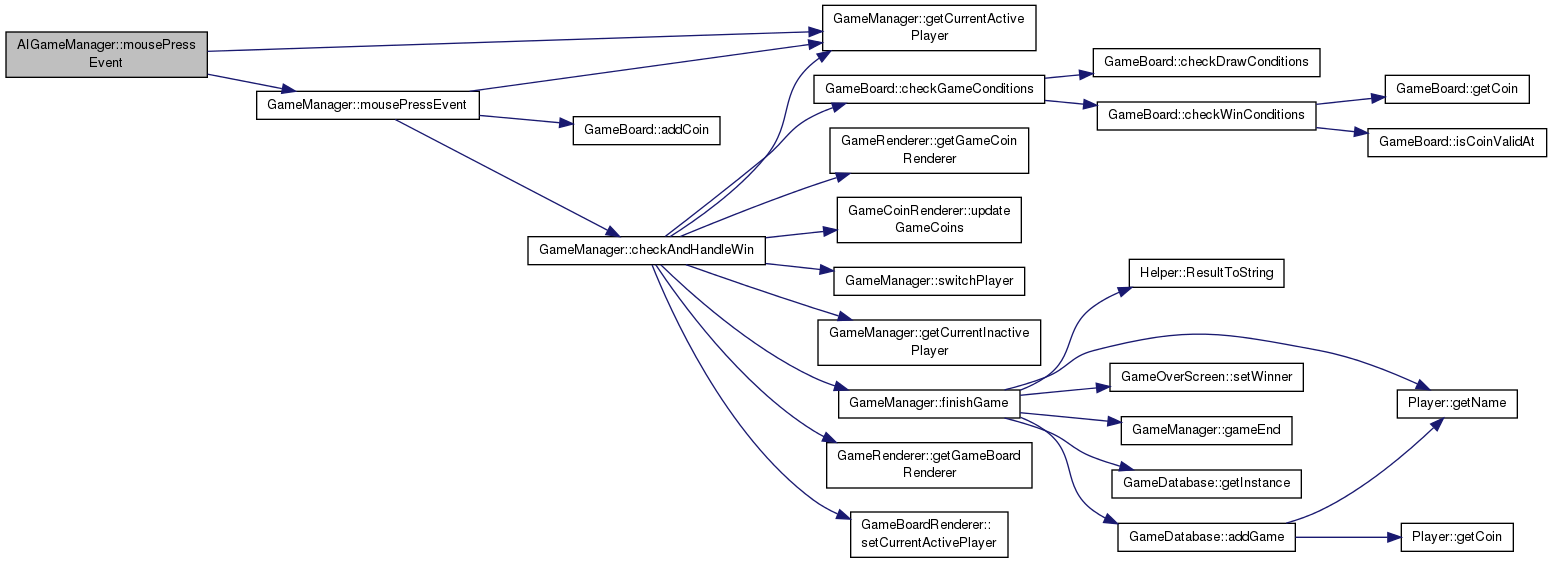 AIGameManager::mousePress
Event
GameManager::mousePressEvent
GameManager::getCurrentActive
Player
GameBoard::addCoin
GameManager::checkAndHandleWin
GameBoard::checkGameConditions
GameBoard::checkDrawConditions
GameBoard::checkWinConditions
GameBoard::getCoin
GameBoard::isCoinValidAt
GameRenderer::getGameCoin
Renderer
GameCoinRenderer::update
GameCoins
GameManager::switchPlayer
GameManager::getCurrentInactive
Player
GameManager::finishGame
Helper::ResultToString
GameOverScreen::setWinner
GameManager::gameEnd
GameDatabase::getInstance
GameDatabase::addGame
Player::getName
Player::getCoin
GameRenderer::getGameBoard
Renderer
GameBoardRenderer::
setCurrentActivePlayer